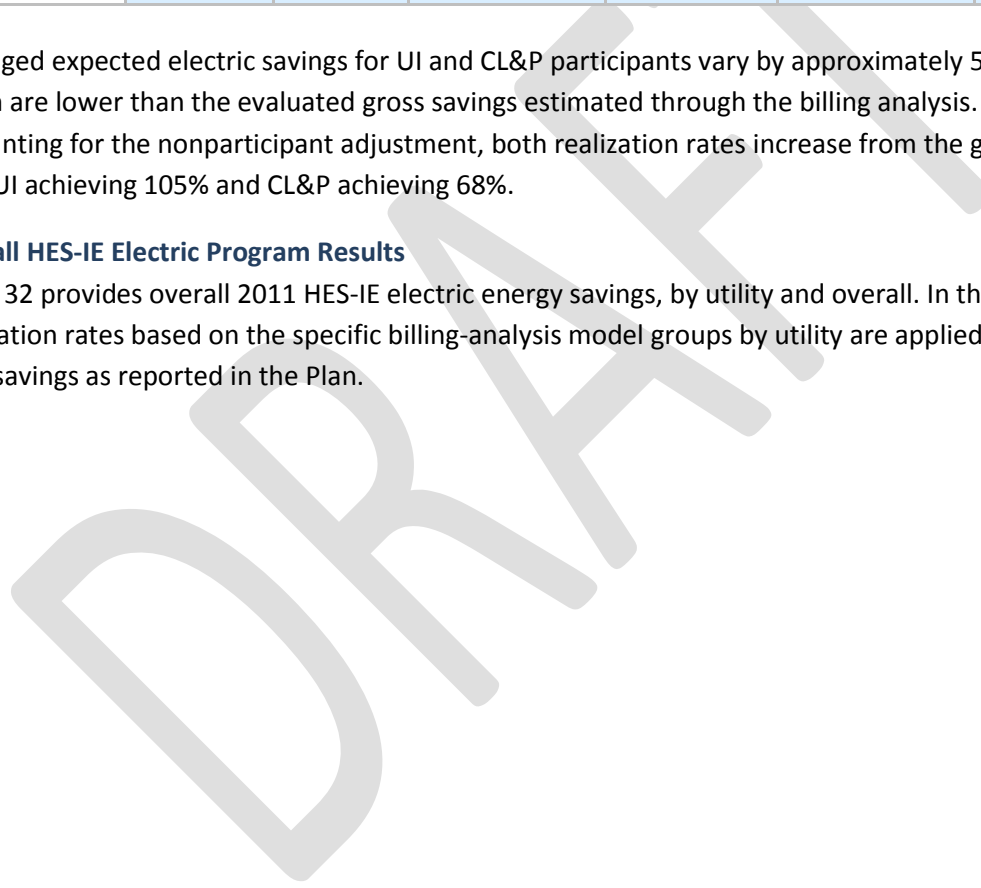 ged expected electric savings for UI and CL&P participants vary by approximately 5
are lower than the evaluated gross savings estimated through the billing analysis.
nting for the nonparticipant adjustment, both realization rates increase from the g
UI achieving 105% and CL&P achieving 68%.
all HES-IE Electric Program Results
32 provides overall 2011 HES-IE electric energy savings, by utility and overall. In th
ation rates based on the specific billing-analysis model groups by utility are applied
savings as reported in the Plan.
DRAFT